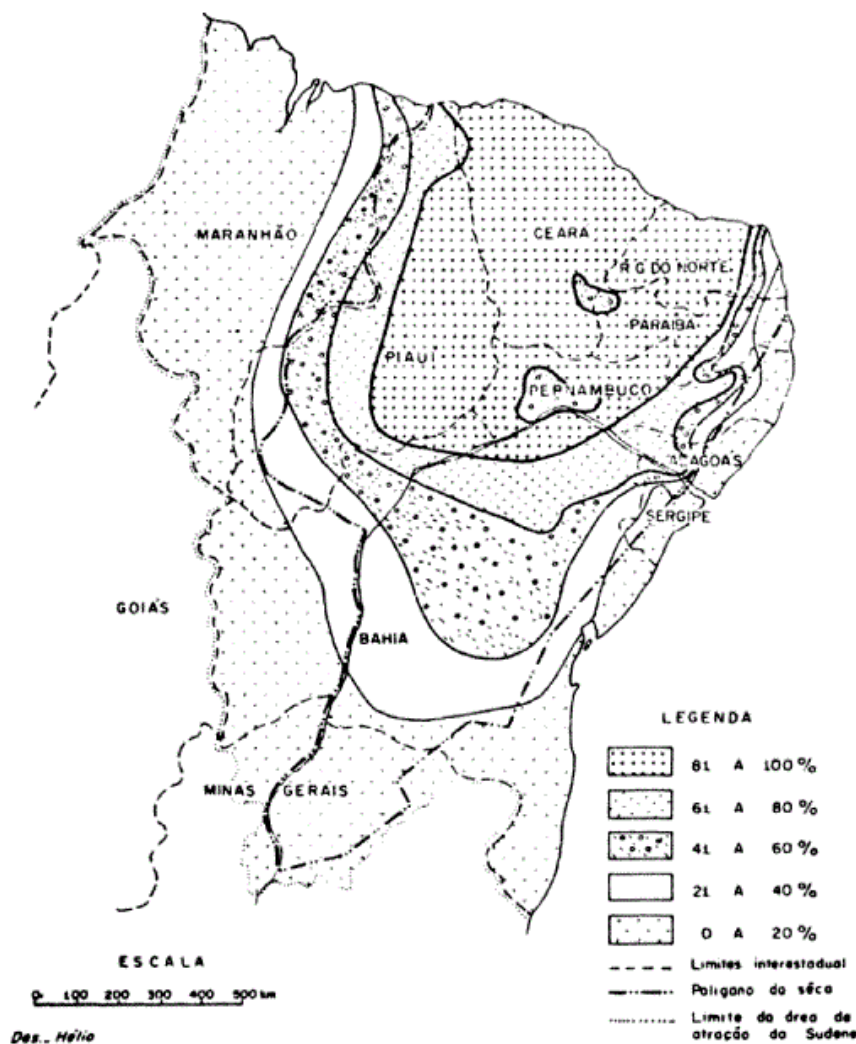 MARANHÃO
CEARÁ
R.G. DO NORTE.
PARAIBA
PIAUÍ
PERNAMBUCO
ALAGOAS
SERGIPE
GOIÁS
BAHIA
MINAS GERAIS
LEGENDA
81 A 100%
61 A 80%
41 A 60%
21 A 40%
0 A 20%
Limites interestadual
Polígano da sêca
Limite da área de
atração da Sudene
ESCALA
0 100 200 300 400 500 km
Des.. Hélio